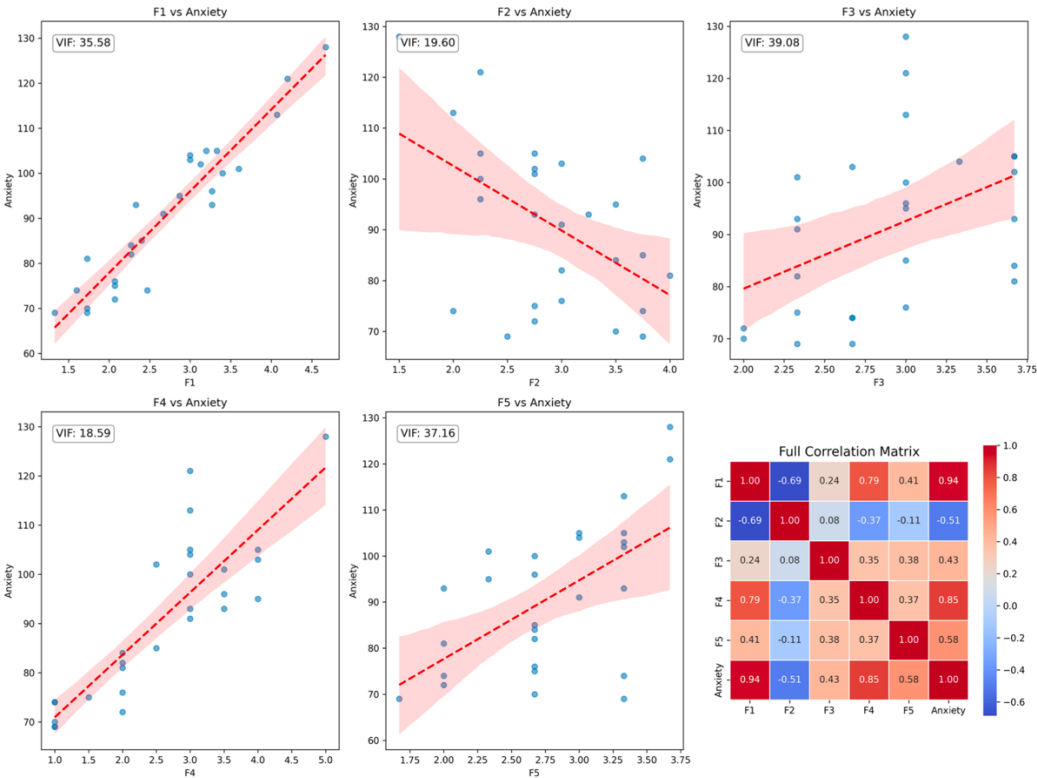 F1 vs Anxiety
VIF: 35.58
Anxiety
130
120
110
100
90
80
70
60
1.5 2.0 2.5 3.0 3.5 4.0 4.5
F1
F2 vs Anxiety
VIF: 19.60
Anxiety
120
110
100
90
80
70
1.5 2.0 2.5 3.0 3.5 4.0
F2
F3 vs Anxiety
VIF: 39.08
Anxiety
130
120
110
100
90
80
70
2.00 2.25 2.50 2.75 3.00 3.25 3.50 3.75
F3
F4 vs Anxiety
VIF: 18.59
Anxiety
130
120
110
100
90
80
70
1.0 1.5 2.0 2.5 3.0 3.5 4.0 4.5 5.0
F4
F5 vs Anxiety
VIF: 37.16
Anxiety
130
120
110
100
90
80
70
60
1.75 2.00 2.25 2.50 2.75 3.00 3.25 3.50 3.75
F5
Full Correlation Matrix
F1 1.00 -0.69 0.24 0.79 0.41 0.94
F2 -0.69 1.00 0.08 -0.37 -0.11 -0.51
F3 0.24 0.08 1.00 0.35 0.38 0.43
F4 0.79 -0.37 0.35 1.00 0.37 0.85
F5 0.41 -0.11 0.38 0.37 1.00 0.58
Anxiety 0.94 -0.51 0.43 0.85 0.58 1.00
F1 F2 F3 F4 F5 Anxiety
1.0
0.8
0.6
0.4
0.2
0.0
−0.2
−0.4
−0.6